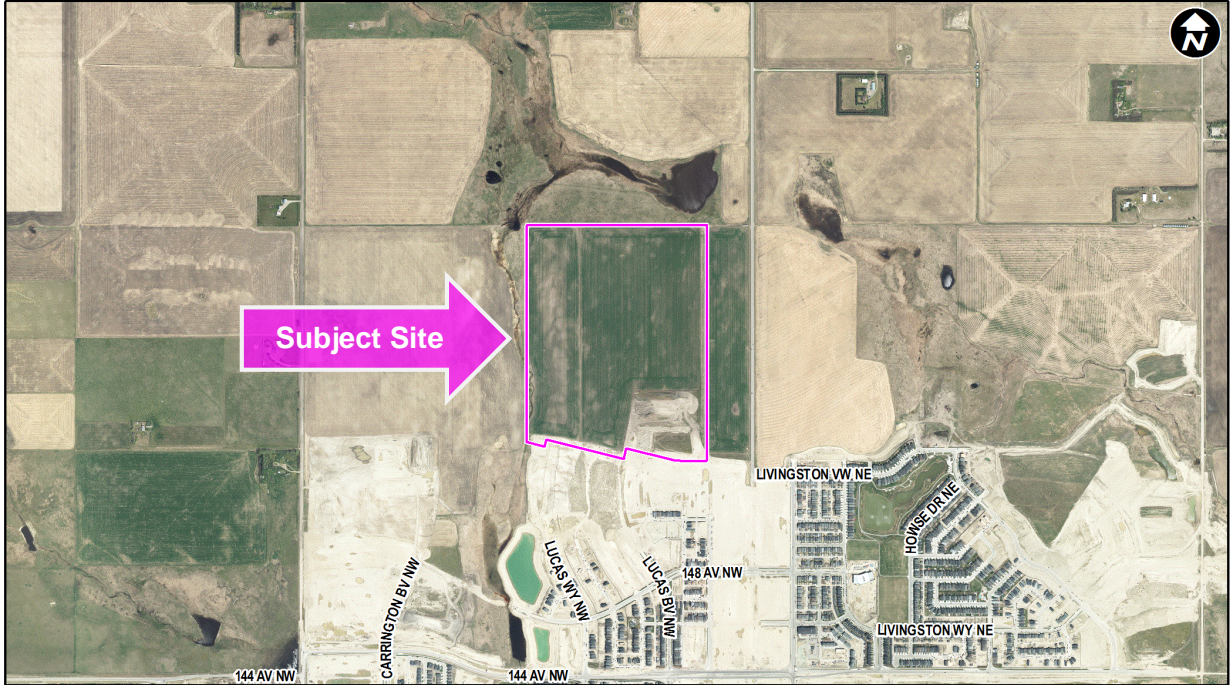 N
Subject Site
LIVINGSTON VW NE
HOWSE DR NE
LUCAS WY NW
LUCAS BV NW
148 AV NW
CARRINGTON BV NW
LIVINGSTON WY NE
144 AV NW
144 AV NW